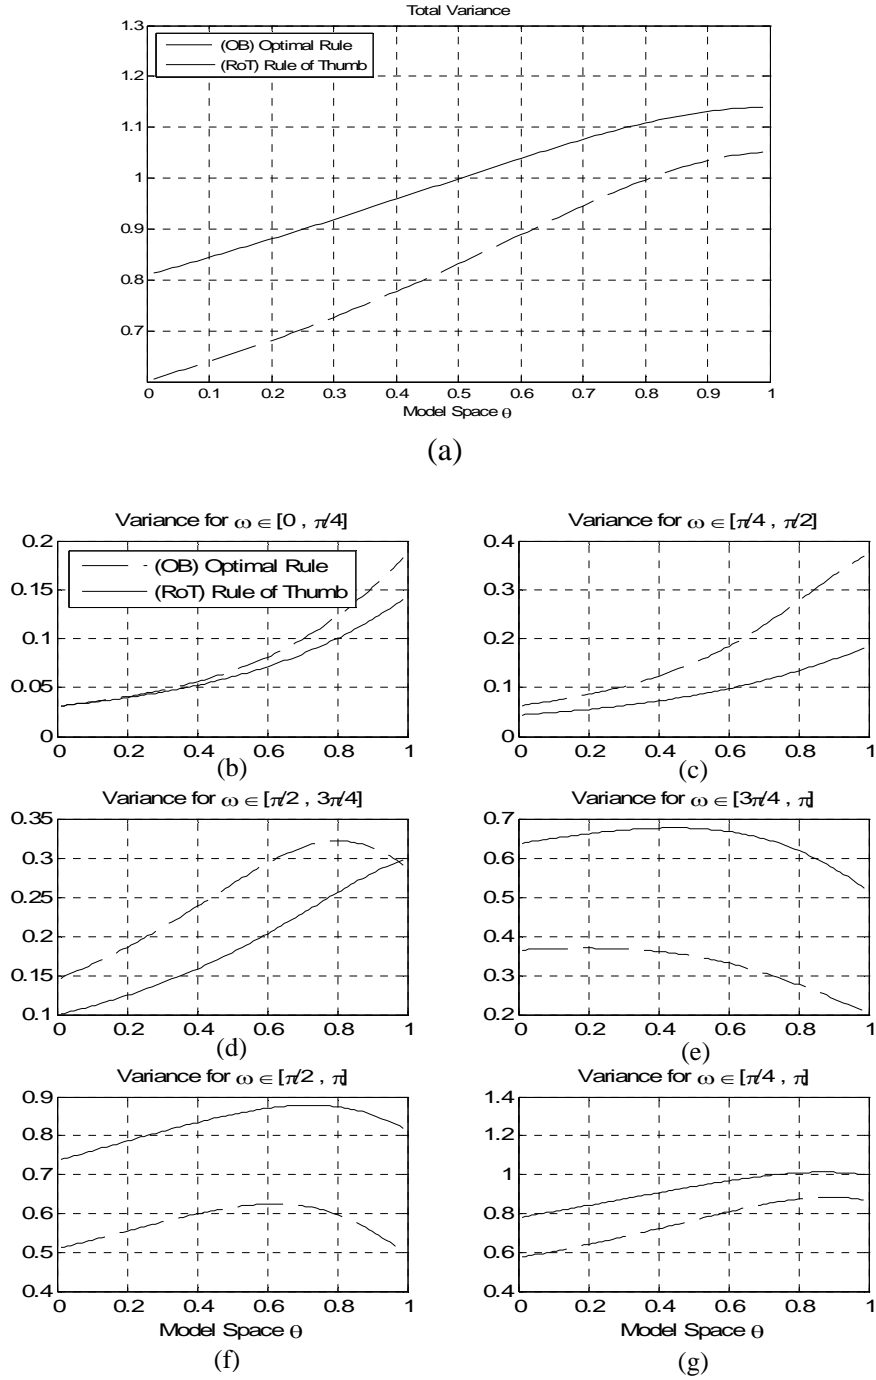 Total Variance
1.3
1.2
1.1
1
0.9
0.8
0.7
(OB) Optimal Rule
(RoT) Rule of Thumb
0 0.1 0.2 0.3 0.4 0.5 0.6 0.7 0.8 0.9 1
Model Space θ
(a)
Variance for ω ∈ [0 , π/4]
0.2
0.15
0.1
0.05
0
(OB) Optimal Rule
(RoT) Rule of Thumb
0 0.2 0.4 0.6 0.8 1
(b)
Variance for ω ∈ [π/4 , π/2]
0.4
0.3
0.2
0.1
0
0 0.2 0.4 0.6 0.8 1
(c)
Variance for ω ∈ [π/2 , 3π/4]
0.35
0.3
0.25
0.2
0.15
0.1
0 0.2 0.4 0.6 0.8 1
(d)
Variance for ω ∈ [3π/4 , π]
0.7
0.6
0.5
0.4
0.3
0.2
0 0.2 0.4 0.6 0.8 1
(e)
Variance for ω ∈ [π/2 , π]
0.9
0.8
0.7
0.6
0.5
0.4
0 0.2 0.4 0.6 0.8 1
Model Space θ
(f)
Variance for ω ∈ [π/4 , π]
1.4
1.2
1
0.8
0.6
0.4
0 0.2 0.4 0.6 0.8 1
Model Space θ
(g)